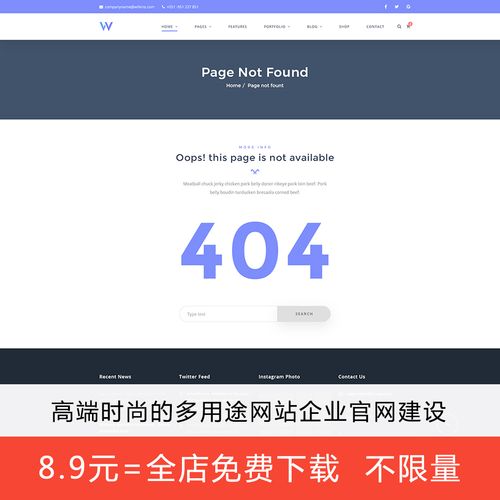 companyname@withins.com +051 -851 227 851
W HOME PAGES FEATURES PORTFOLIO BLOG SHOP CONTACT
Page Not Found
Home / Page not fount
MORE INFO
Oops! this page is not available
Meatball chuck jerky chicken pork belly doner ribeye pork loin beef. Pork
belly boudin turducken bresaola corned beef.
404
Type text SEARCH
Recent News Twitter Feed Instagram Photo Contact Us
高端时尚的多用途网站企业官网建设
8.9元=全店免费下载 不限量